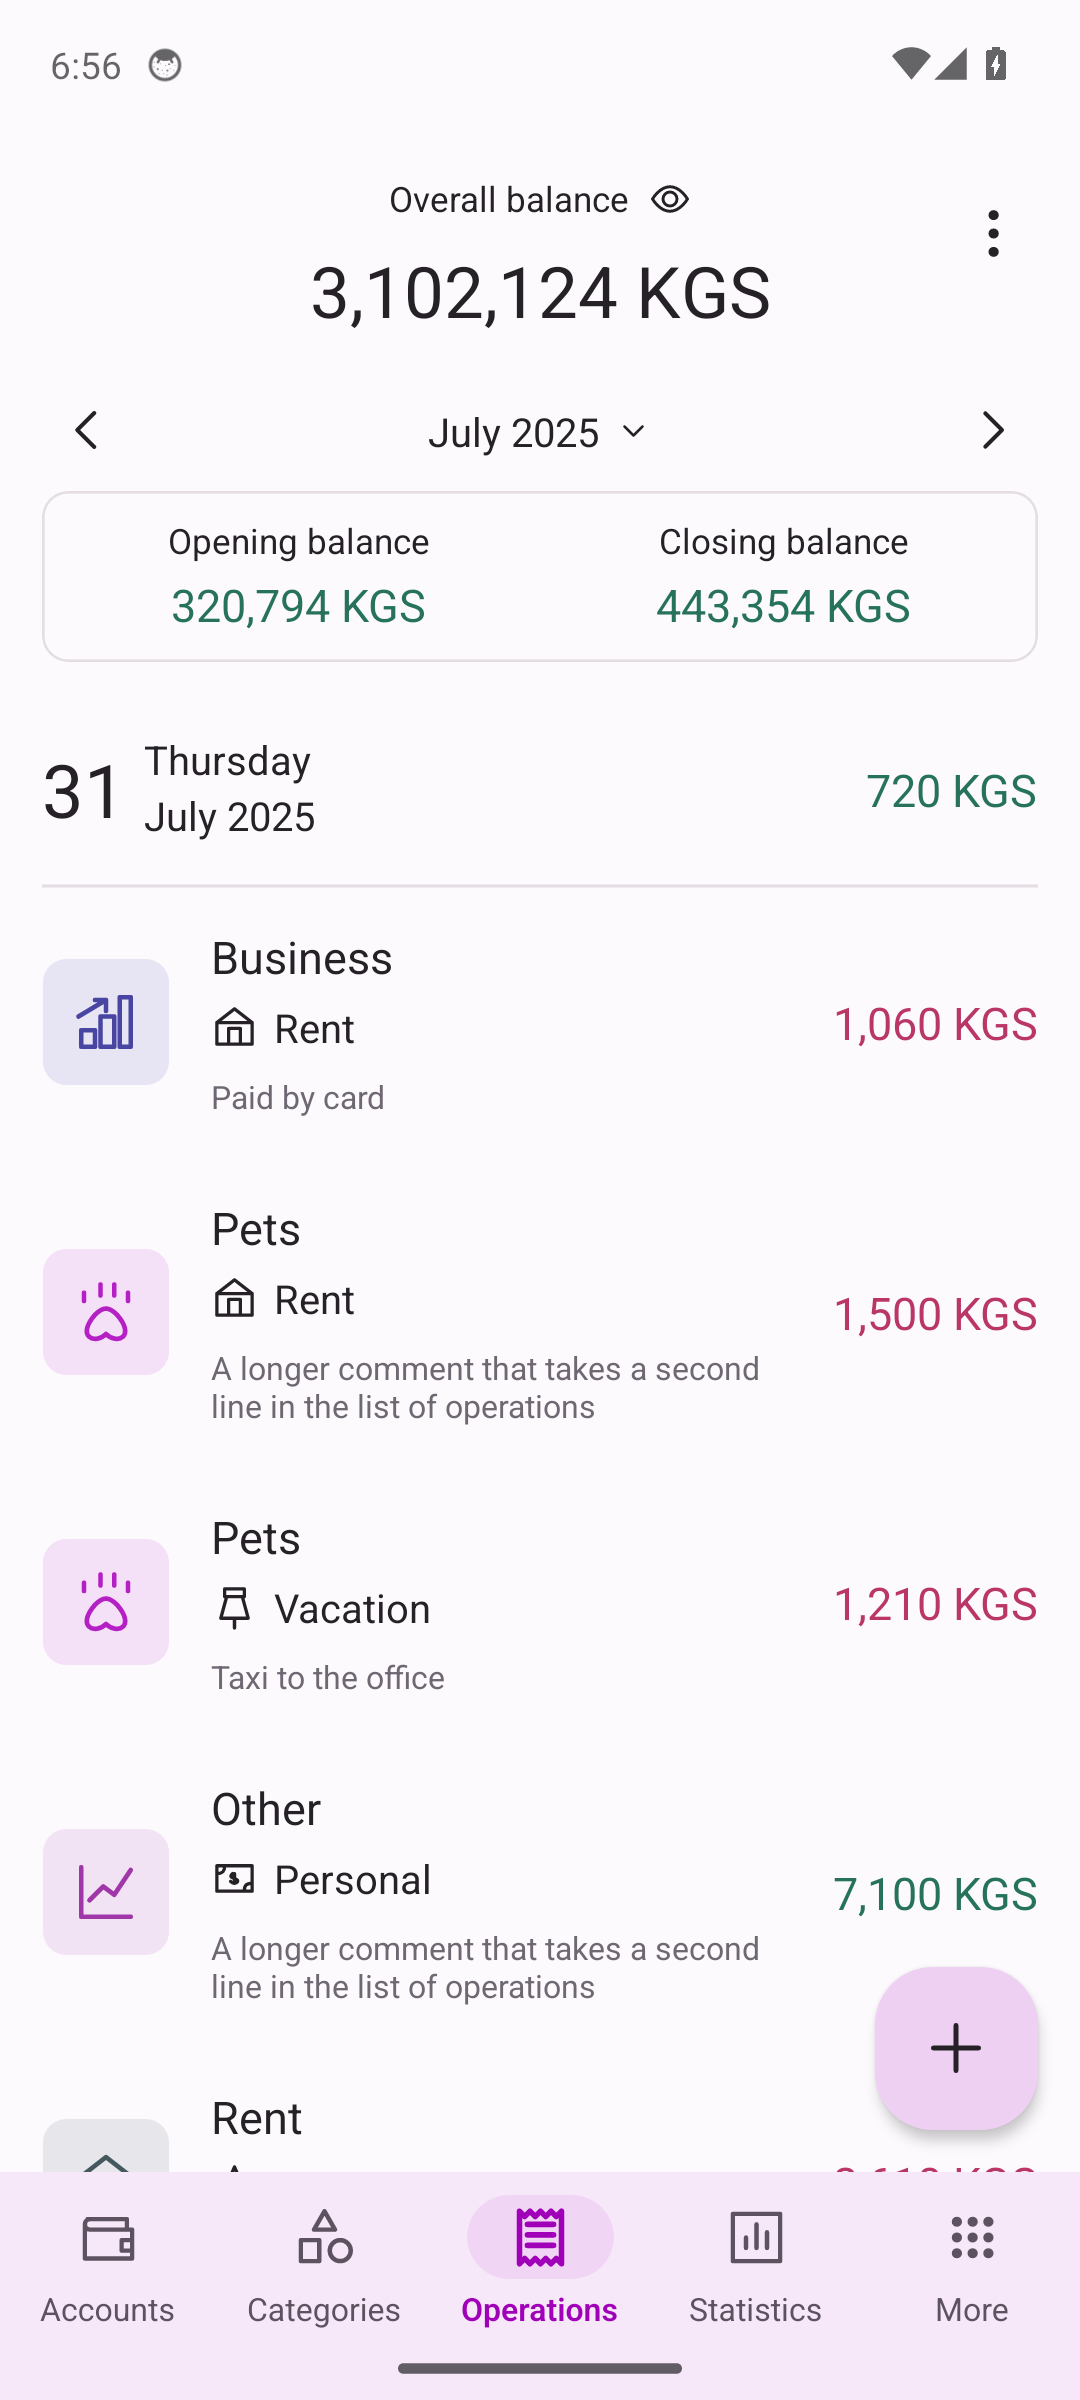 6:56
Overall balance
3,102,124 KGS
July 2025
Opening balance
Closing balance
320,794 KGS
443,354 KGS
31
Thursday
July 2025
720 KGS
Business
Rent
1,060 KGS
Paid by card
Pets
Rent
1,500 KGS
A longer comment that takes a second
line in the list of operations
Pets
Vacation
1,210 KGS
Taxi to the office
Other
Personal
7,100 KGS
A longer comment that takes a second
line in the list of operations
Rent
Accounts
Categories
Operations
Statistics
More